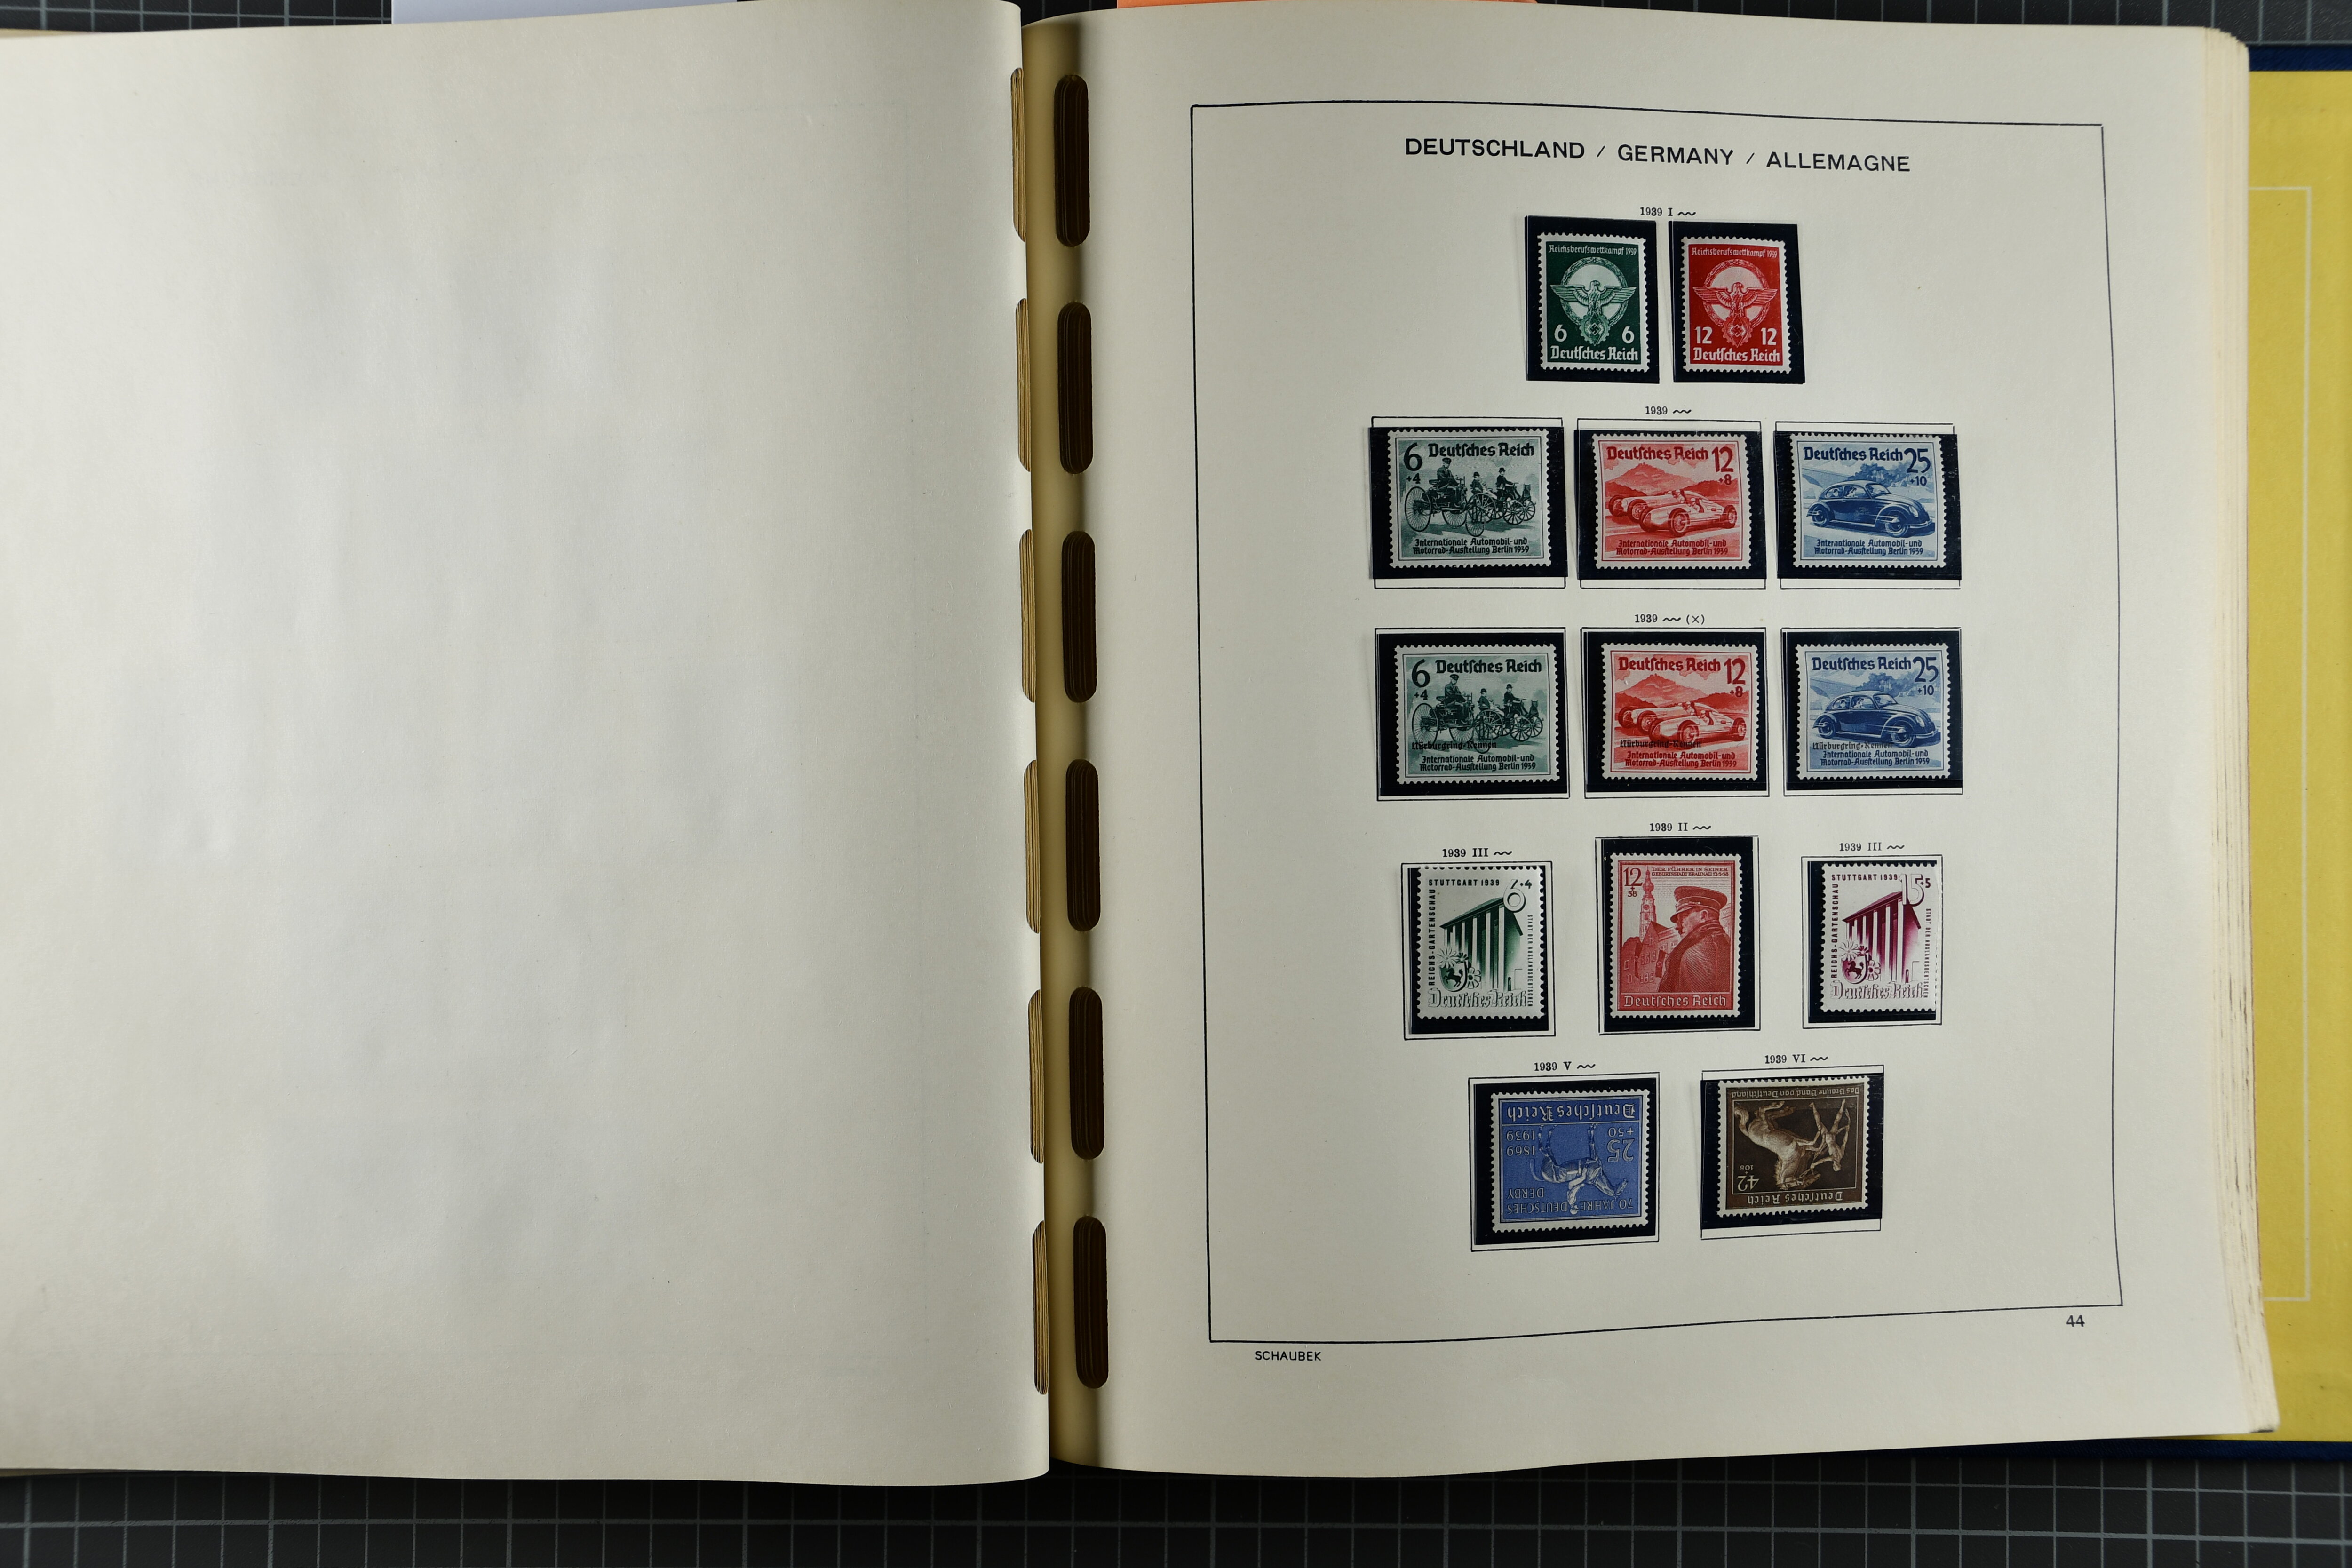 DEUTSCHLAND / GERMANY / ALLEMAGNE
1939 I
Reichsberufswettkampf 1939
6 6
Deutsches Reich
Reichsberufswettkampf 1939
12 12
Deutsches Reich
1939
6 Deutsches Reich
+4
Internationale Automobil-und
Motorrad-Ausstellung Berlin 1939
Deutsches Reich 12
+8
Internationale Automobil-und
Motorrad-Ausstellung Berlin 1939
Deutsches Reich 25
+10
Internationale Automobil-und
Motorrad-Ausstellung Berlin 1939
1939 (X)
6 Deutsches Reich
+4
Nürburgring-Rennen
Internationale Automobil-und
Motorrad-Ausstellung Berlin 1939
Deutsches Reich 12
+8
Nürburgring-Rennen
Internationale Automobil-und
Motorrad-Ausstellung Berlin 1939
Deutsches Reich 25
+10
Nürburgring-Rennen
Internationale Automobil-und
Motorrad-Ausstellung Berlin 1939
1939 III
STUTTGART 1939
6+4
REICHS-GARTENSCHAU
Deutsches Reich
1939 II
12
+
38
DER FÜHRER IN SEINER
Deutsches Reich
1939 III
STUTTGART 1939
15+5
REICHS-GARTENSCHAU
Deutsches Reich
1939 V
70 JAHRE DEUTSCHES
DERBY
25
+50
1869
1939
Deutsches Reich
1939 VI
Deutsches Reich
42
+
108
Das Braune Band von Deutschland
44
SCHAUBEK